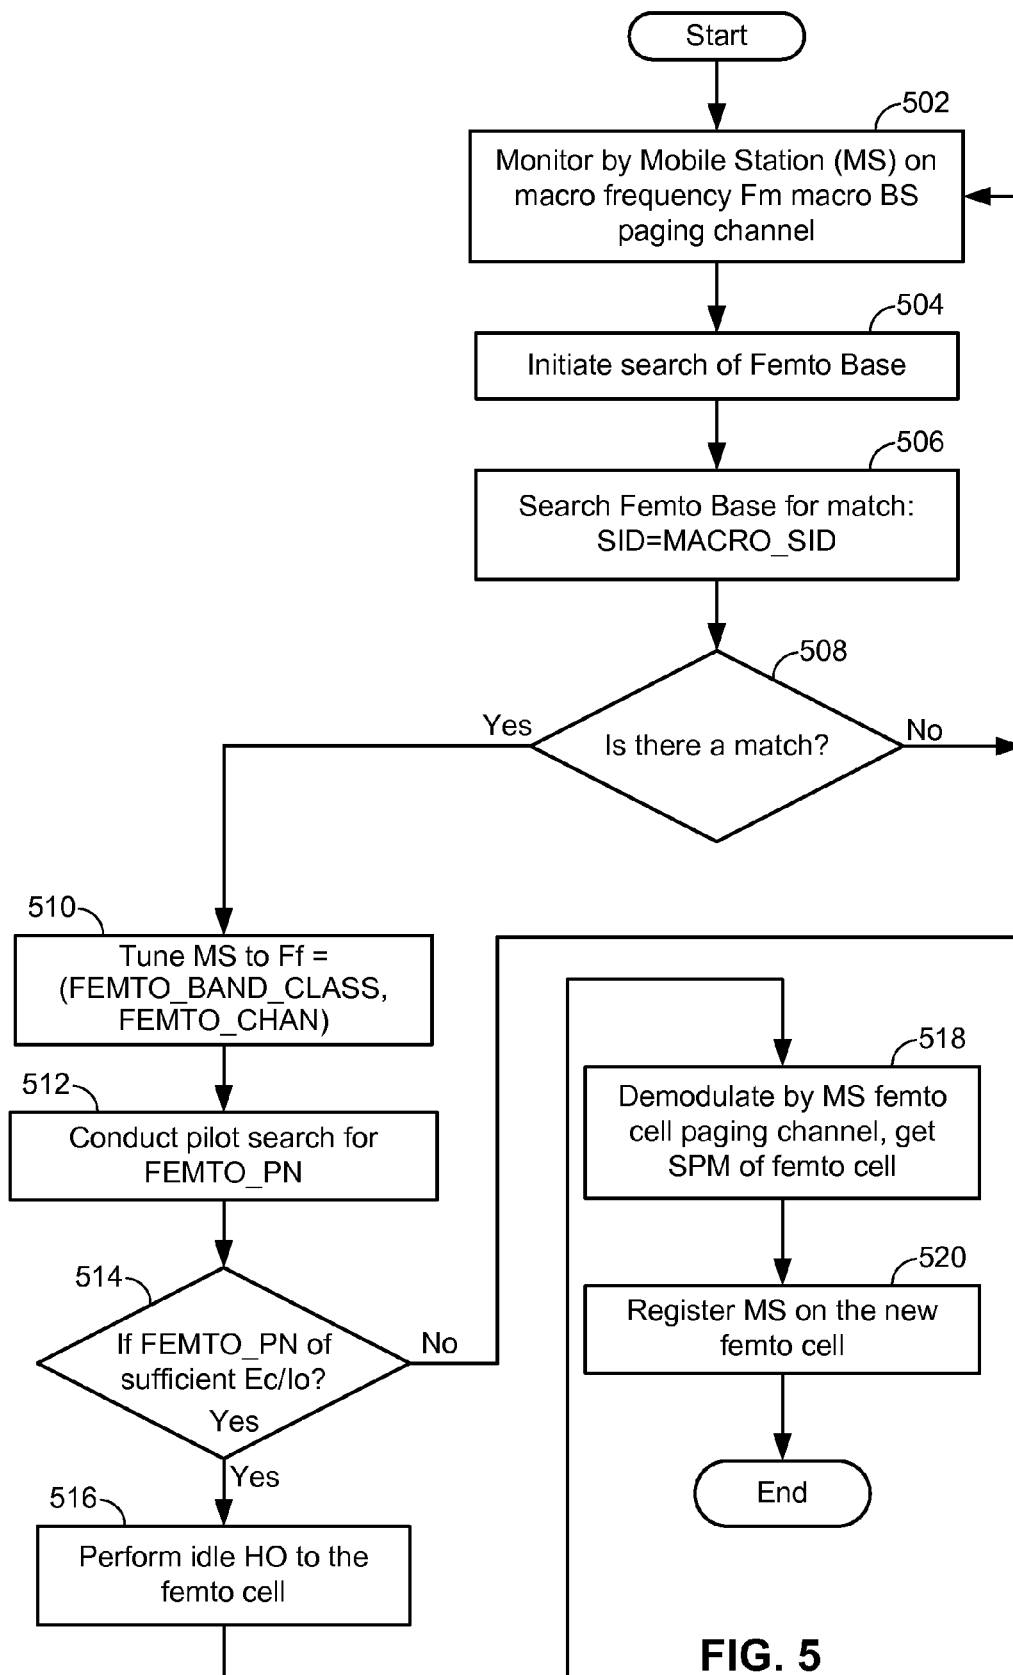 Start
502
Monitor by Mobile Station (MS) on
macro frequency Fm macro BS
paging channel
504
Initiate search of Femto Base
506
Search Femto Base for match:
SID=MACRO_SID
508
Is there a match?
Yes
No
510
Tune MS to Ff =
(FEMTO_BAND_CLASS,
FEMTO_CHAN)
512
Conduct pilot search for
FEMTO_PN
514
If FEMTO_PN of
sufficient Ec/Io?
Yes
No
Yes
516
Perform idle HO to the
femto cell
518
Demodulate by MS femto
cell paging channel, get
SPM of femto cell
520
Register MS on the new
femto cell
End
FIG. 5